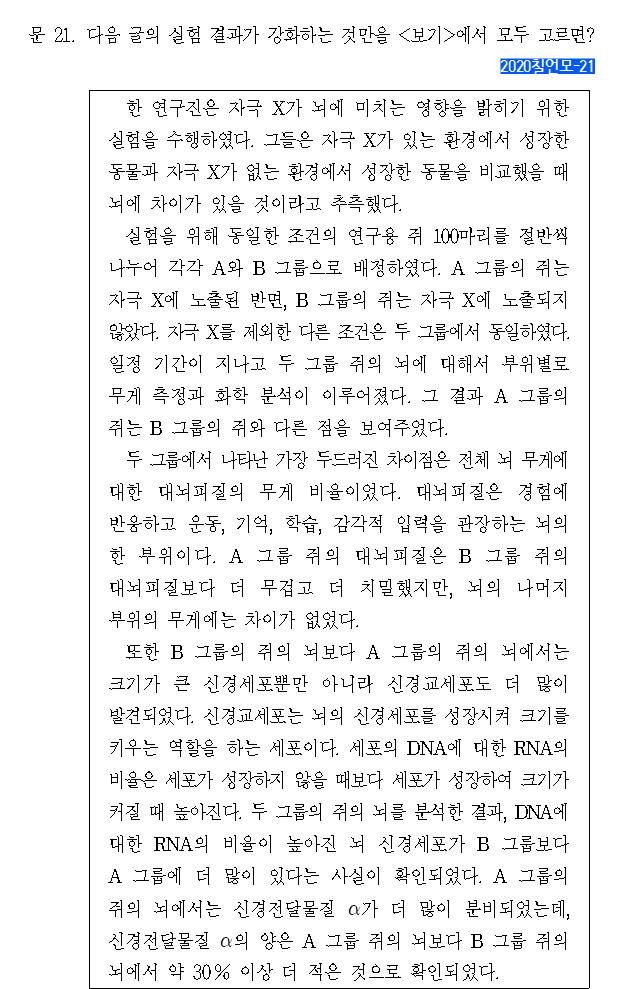 문 21. 다음 글의 실험 결과가 강화하는 것만을 <보기>에서 모두 고르면?
2020칠언모-21
한 연구진은 자극 X가 뇌에 미치는 영향을 밝히기 위한
실험을 수행하였다. 그들은 자극 X가 있는 환경에서 성장한
동물과 자극 X가 없는 환경에서 성장한 동물을 비교했을 때
뇌에 차이가 있을 것이라고 추측했다.
실험을 위해 동일한 조건의 연구용 쥐 100마리를 절반씩
나누어 각각 A와 B 그룹으로 배정하였다. A 그룹의 쥐는
자극 X에 노출된 반면, B 그룹의 쥐는 자극 X에 노출되지
않았다. 자극 X를 제외한 다른 조건은 두 그룹에서 동일하였다.
일정 기간이 지나고 두 그룹 쥐의 뇌에 대해서 부위별로
무게 측정과 화학 분석이 이루어졌다. 그 결과 A 그룹의
쥐는 B 그룹의 쥐와 다른 점을 보여주었다.
두 그룹에서 나타난 가장 두드러진 차이점은 전체 뇌 무게에
대한 대뇌피질의 무게 비율이었다. 대뇌피질은 경험에
반응하고 운동, 기억, 학습, 감각적 입력을 관장하는 뇌의
한 부위이다. A 그룹 쥐의 대뇌피질은 B 그룹 쥐의
대뇌피질보다 더 무겁고 더 치밀했지만, 뇌의 나머지
부위의 무게에는 차이가 없었다.
또한 B 그룹의 쥐의 뇌보다 A 그룹의 쥐의 뇌에서는
크기가 큰 신경세포뿐만 아니라 신경교세포도 더 많이
발견되었다. 신경교세포는 뇌의 신경세포를 성장시켜 크기를
키우는 역할을 하는 세포이다. 세포의 DNA에 대한 RNA의
비율은 세포가 성장하지 않을 때보다 세포가 성장하여 크기가
커질 때 높아진다. 두 그룹의 쥐의 뇌를 분석한 결과, DNA에
대한 RNA의 비율이 높아진 뇌 신경세포가 B 그룹보다
A 그룹에 더 많이 있다는 사실이 확인되었다. A 그룹의
쥐의 뇌에서는 신경전달물질 α가 더 많이 분비되었는데,
신경전달물질 α의 양은 A 그룹 쥐의 뇌보다 B 그룹 쥐의
뇌에서 약 30% 이상 더 적은 것으로 확인되었다.